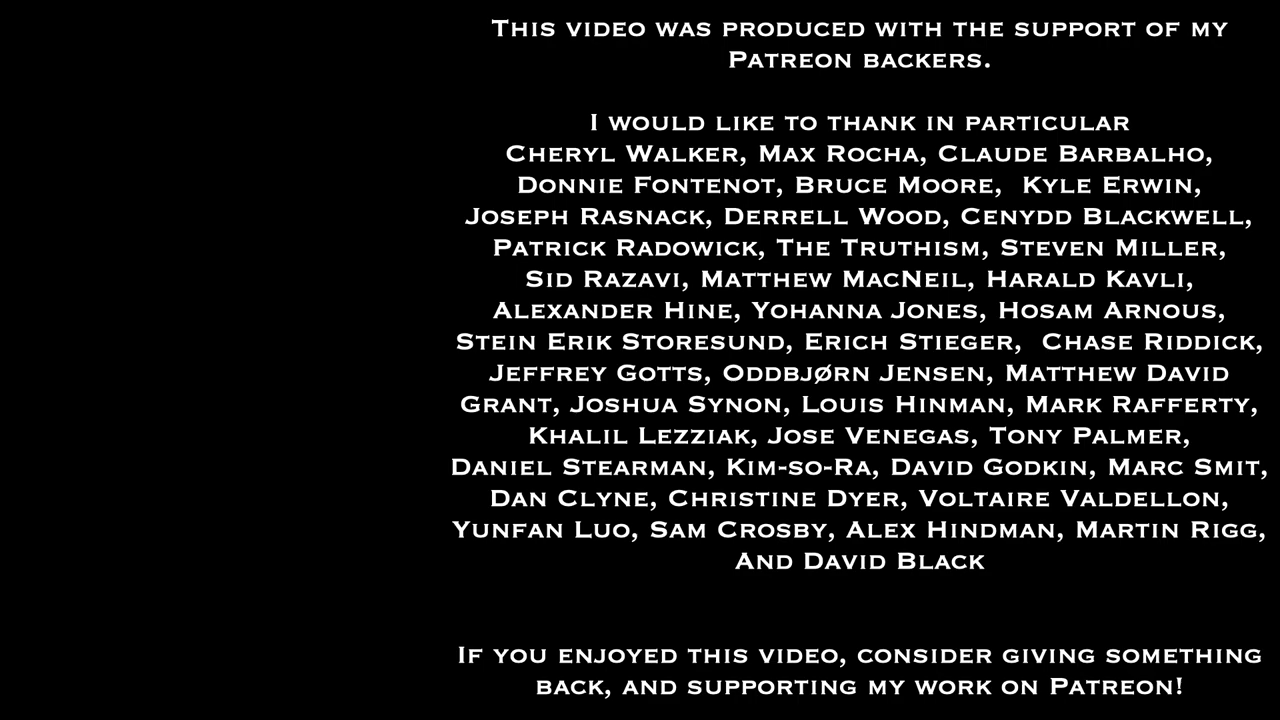 This video was produced with the support of my
Patreon backers.
I would like to thank in particular
Cheryl Walker, Max Rocha, Claude Barbalho,
Donnie Fontenot, Bruce Moore,  Kyle Erwin,
Joseph Rasnack, Derrell Wood, Cenydd Blackwell,
Patrick Radowick, The Truthism, Steven Miller,
Sid Razavi, Matthew MacNeil, Harald Kavli,
Alexander Hine, Yohanna Jones, Hosam Arnous,
Stein Erik Storesund, Erich Stieger,  Chase Riddick,
Jeffrey Gotts, Oddbjørn Jensen, Matthew David
Grant, Joshua Synon, Louis Hinman, Mark Rafferty,
Khalil Lezziak, Jose Venegas, Tony Palmer,
Daniel Stearman, Kim-so-Ra, David Godkin, Marc Smit,
Dan Clyne, Christine Dyer, Voltaire Valdellon,
Yunfan Luo, Sam Crosby, Alex Hindman, Martin Rigg,
And David Black
If you enjoyed this video, consider giving something
back, and supporting my work on Patreon!